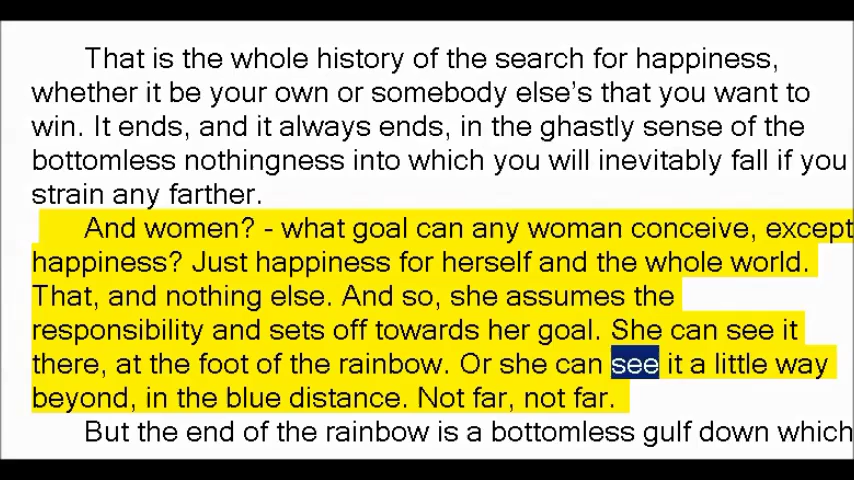 That is the whole history of the search for happiness,
whether it be your own or somebody else’s that you want to
win. It ends, and it always ends, in the ghastly sense of the
bottomless nothingness into which you will inevitably fall if you
strain any farther.
And women? - what goal can any woman conceive, except
happiness? Just happiness for herself and the whole world.
That, and nothing else. And so, she assumes the
responsibility and sets off towards her goal. She can see it
there, at the foot of the rainbow. Or she can see it a little way
beyond, in the blue distance. Not far, not far.
But the end of the rainbow is a bottomless gulf down which